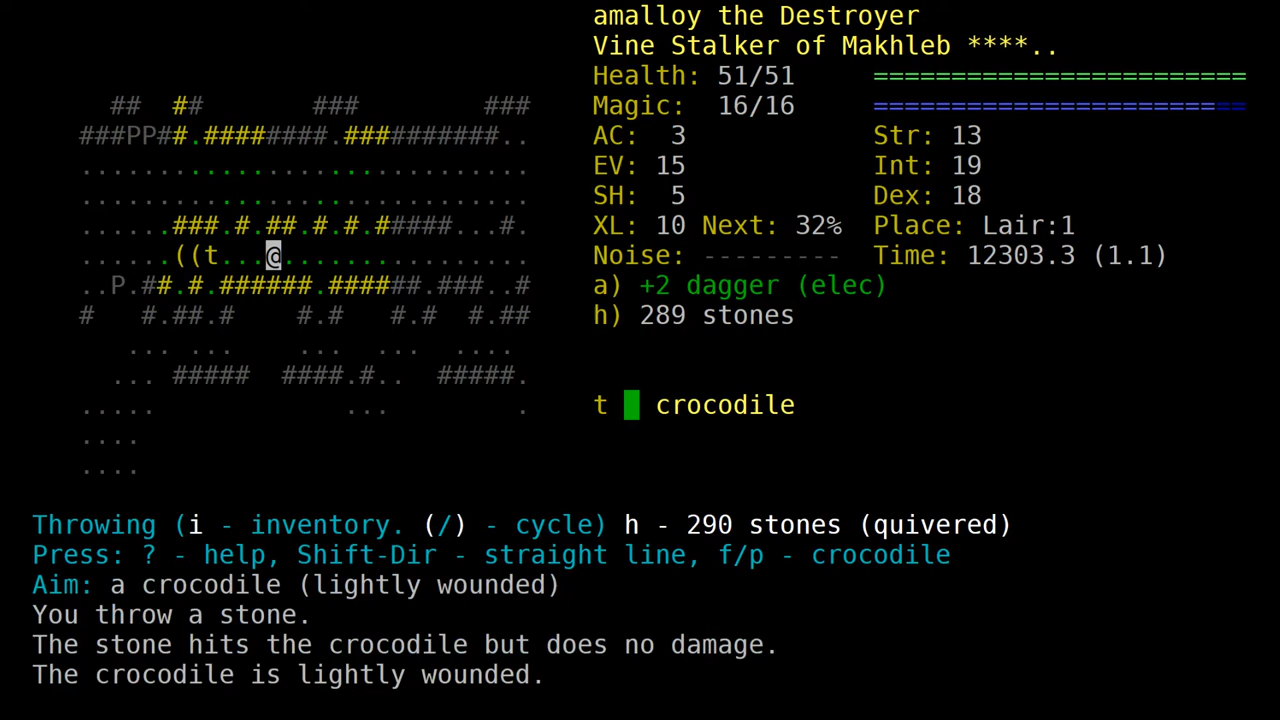 amalloy the Destroyer
Vine Stalker of Makhleb ****..
Health: 51/51 ========================
Magic: 16/16 ========================
AC: 3 Str: 13
EV: 15 Int: 19
SH: 5 Dex: 18
XL: 10 Next: 32% Place: Lair:1
Noise: --------- Time: 12303.3 (1.1)
a) +2 dagger (elec)
h) 289 stones
t crocodile
## ## ### ###
###PP##.########.##########..
.............................
.............................
......###.#.##.#.#.#####...#.
......((t...@................
..P.##.#.######.####.###..#
# #.##.# #.# #.# #.##
... ... ... ... ....
... ##### ####.#.. #####.
..... ... .
....
....
Throwing (i - inventory. (/) - cycle) h - 290 stones (quivered)
Press: ? - help, Shift-Dir - straight line, f/p - crocodile
Aim: a crocodile (lightly wounded)
You throw a stone.
The stone hits the crocodile but does no damage.
The crocodile is lightly wounded.